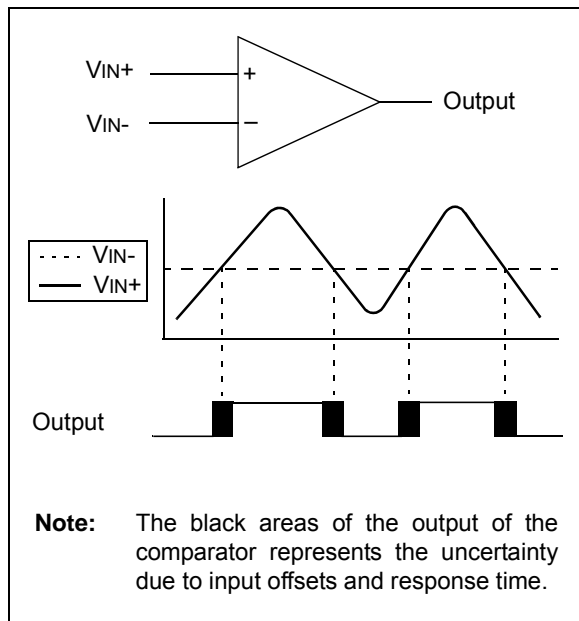 VIN+
+
Output
VIN-
–
VIN-
VIN+
Output
Note: The black areas of the output of the
comparator represents the uncertainty
due to input offsets and response time.